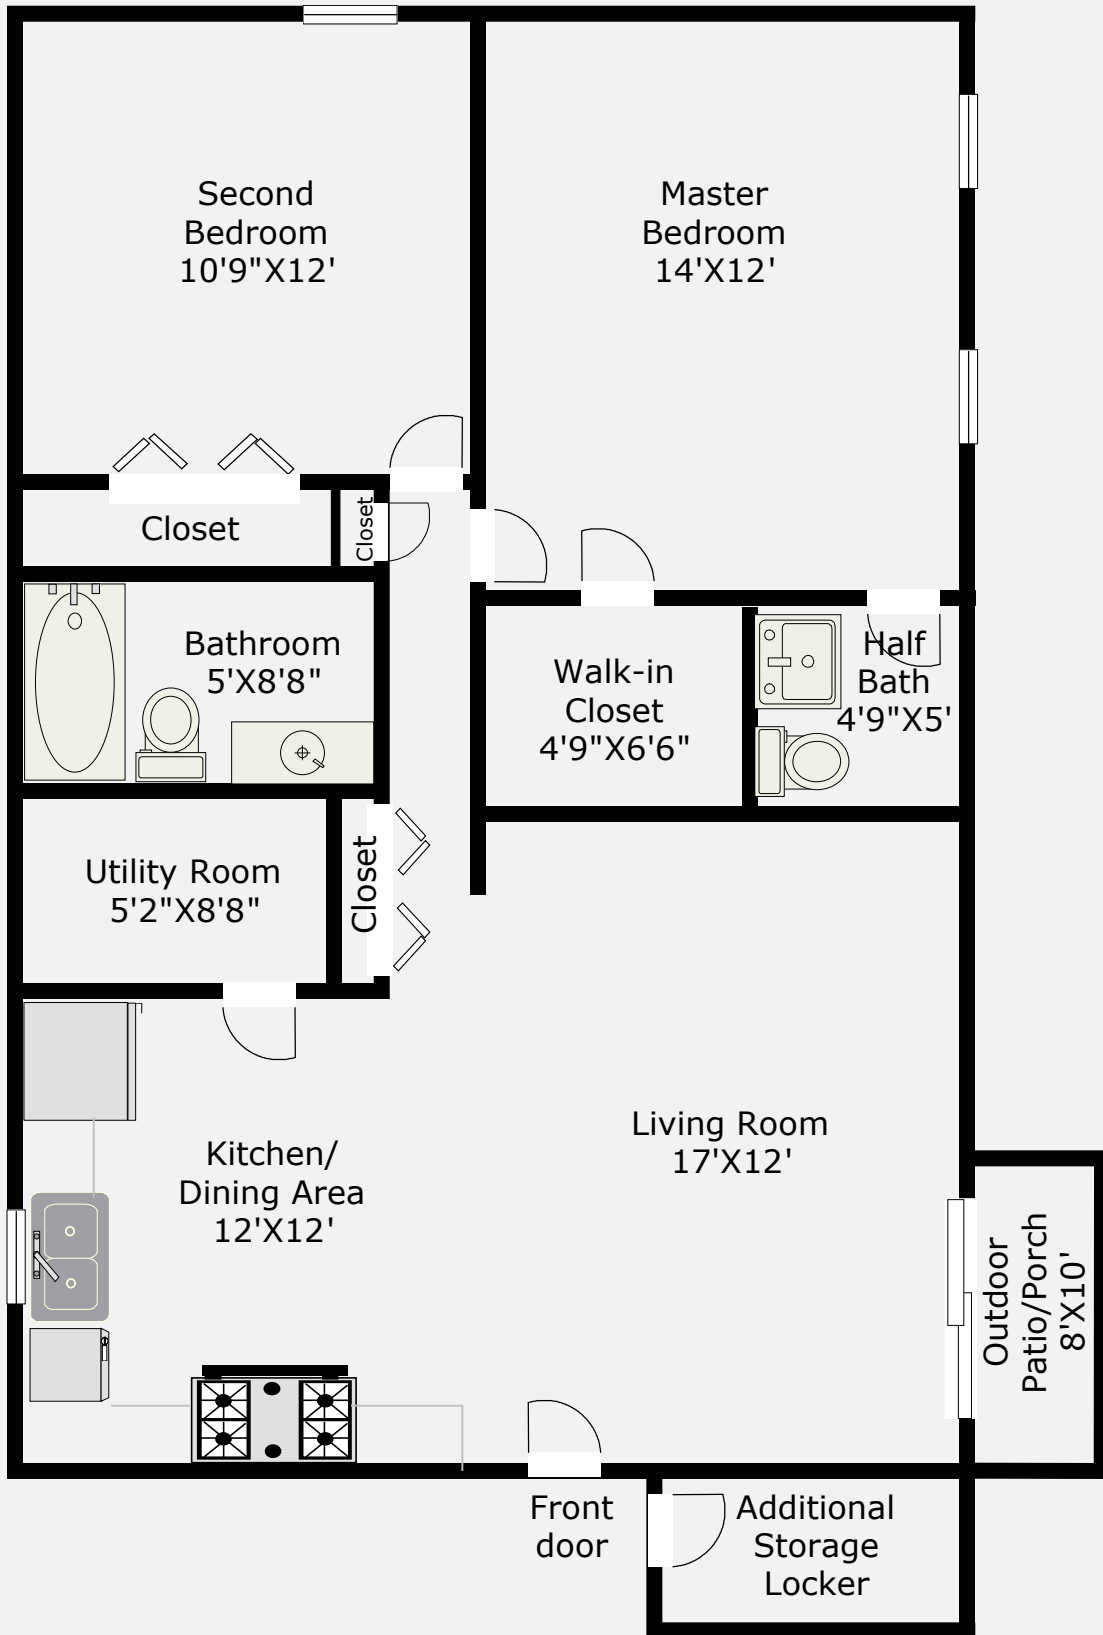 Second
Bedroom
10'9"X12'
Master
Bedroom
14'X12'
Closet
Closet
Bathroom
5'X8'8"
Walk-in
Closet
4'9"X6'6"
Half
Bath
4'9"X5'
Utility Room
5'2"X8'8"
Closet
Kitchen/
Dining Area
12'X12'
Living Room
17'X12'
Outdoor
Patio/Porch
8'X10'
Front
door
Additional
Storage
Locker